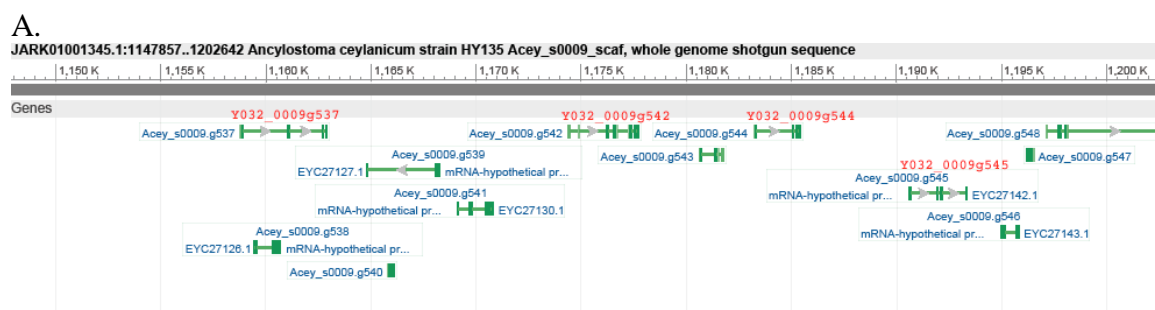 A.
JARK01001345.1:1147857..1202642 Ancylostoma ceylanicum strain HY135 Acey_s0009_scaf, whole genome shotgun sequence
1,150 K 1,155 K 1,160 K 1,165 K 1,170 K 1,175 K 1,180 K 1,185 K 1,190 K 1,195 K 1,200 K
Genes
Y032_0009g537 Y032_0009g542 Y032_0009g544
Acey_s0009.g537 Acey_s0009.g542 Acey_s0009.g544 Acey_s0009.g548
Acey_s0009.g539 Acey_s0009.g543 Acey_s0009.g547
Y032_0009g545
EYC27127.1 mRNA-hypothetical pr...
Acey_s0009.g545
Acey_s0009.g541
mRNA-hypothetical pr... EYC27142.1
mRNA-hypothetical pr... EYC27130.1
Acey_s0009.g546
Acey_s0009.g538
mRNA-hypothetical pr... EYC27143.1
EYC27126.1 mRNA-hypothetical pr...
Acey_s0009.g540